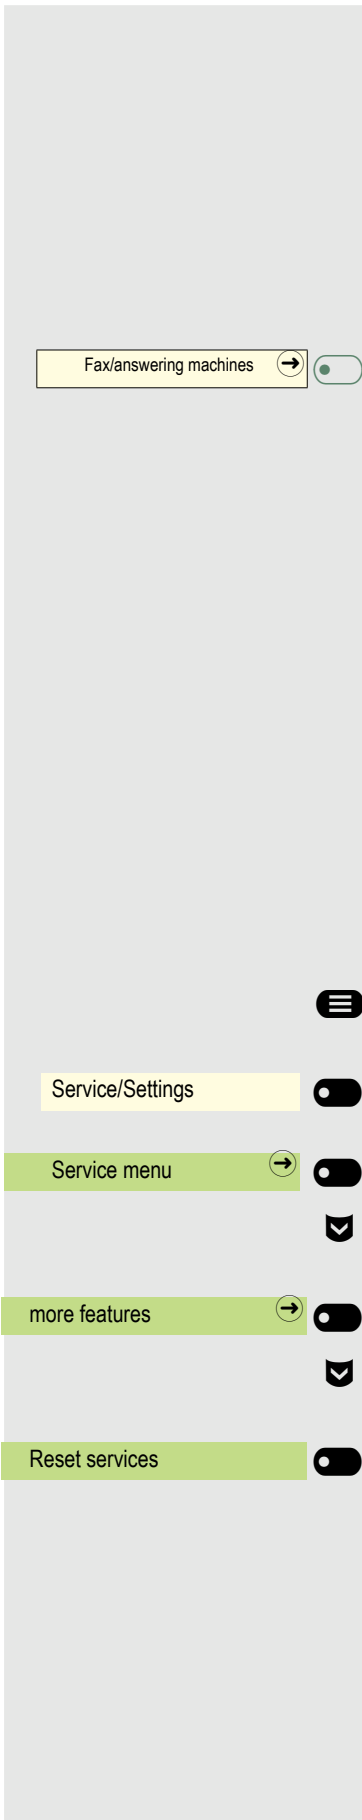 Fax/answering machines
Service/Settings
Service menu
more features
Reset services